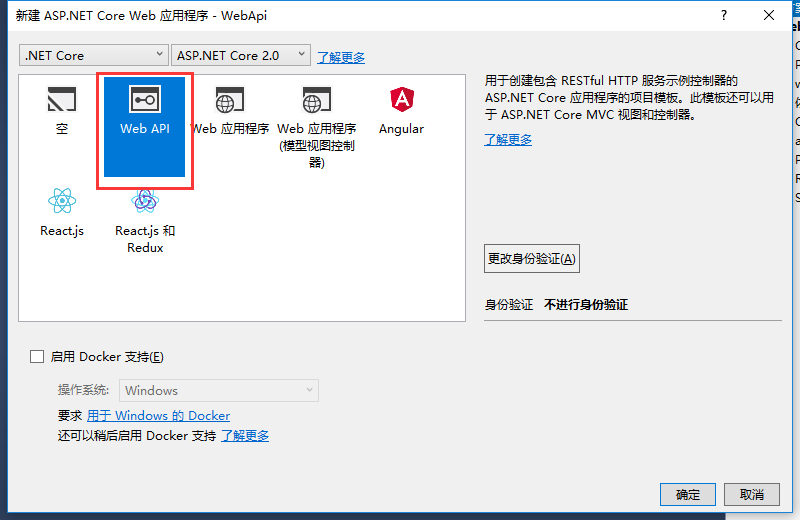 新建 ASP.NET Core Web 应用程序 - WebApi
.NET Core
ASP.NET Core 2.0
了解更多
空
Web API
Web 应用程序
Web 应用程序
(模型视图控制
器)
Angular
React.js
React.js 和
Redux
用于创建包含 RESTful HTTP 服务示例控制器的
ASP.NET Core 应用程序的项目模板。此模板还可以用
于 ASP.NET Core MVC 视图和控制器。
了解更多
更改身份验证(A)
身份验证 不进行身份验证
启用 Docker 支持(E)
操作系统: Windows
要求 用于 Windows 的 Docker
还可以稍后启用 Docker 支持 了解更多
确定
取消